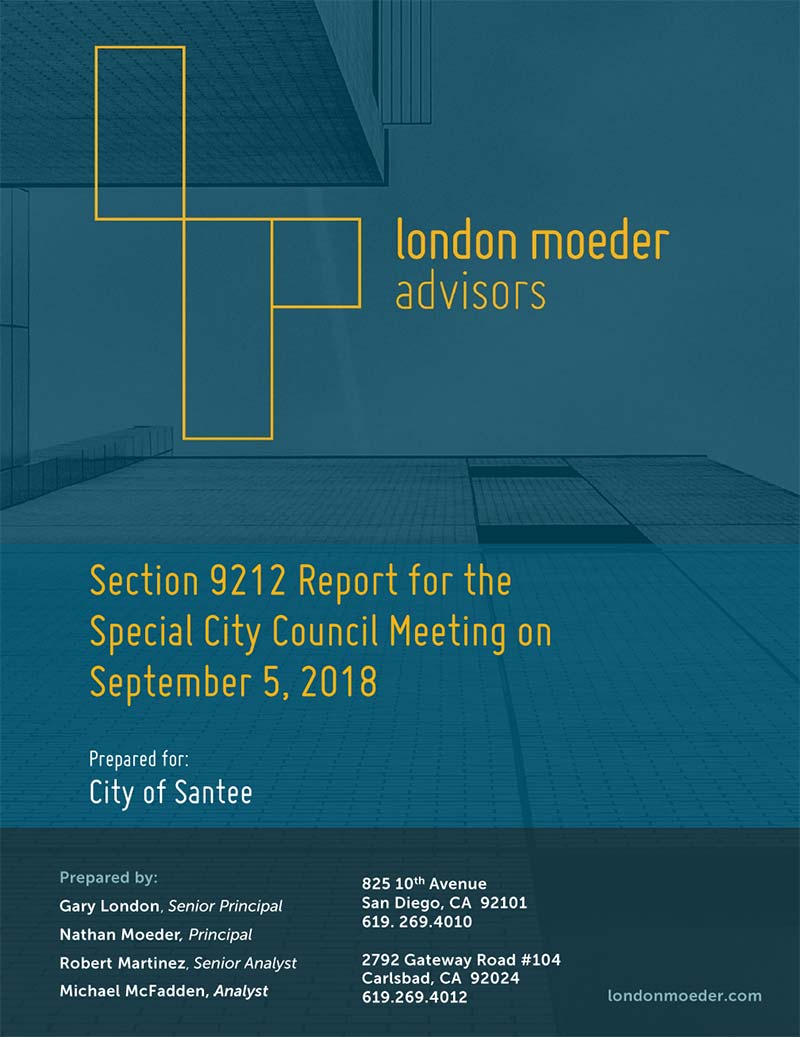 london moeder
advisors
Section 9212 Report for the
Special City Council Meeting on
September 5, 2018
Prepared for:
City of Santee
Prepared by:
Gary London, Senior Principal
Nathan Moeder, Principal
Robert Martinez, Senior Analyst
Michael McFadden, Analyst
825 10th Avenue
San Diego, CA  92101
619. 269.4010
2792 Gateway Road #104
Carlsbad, CA  92024
619.269.4012
londonmoeder.com